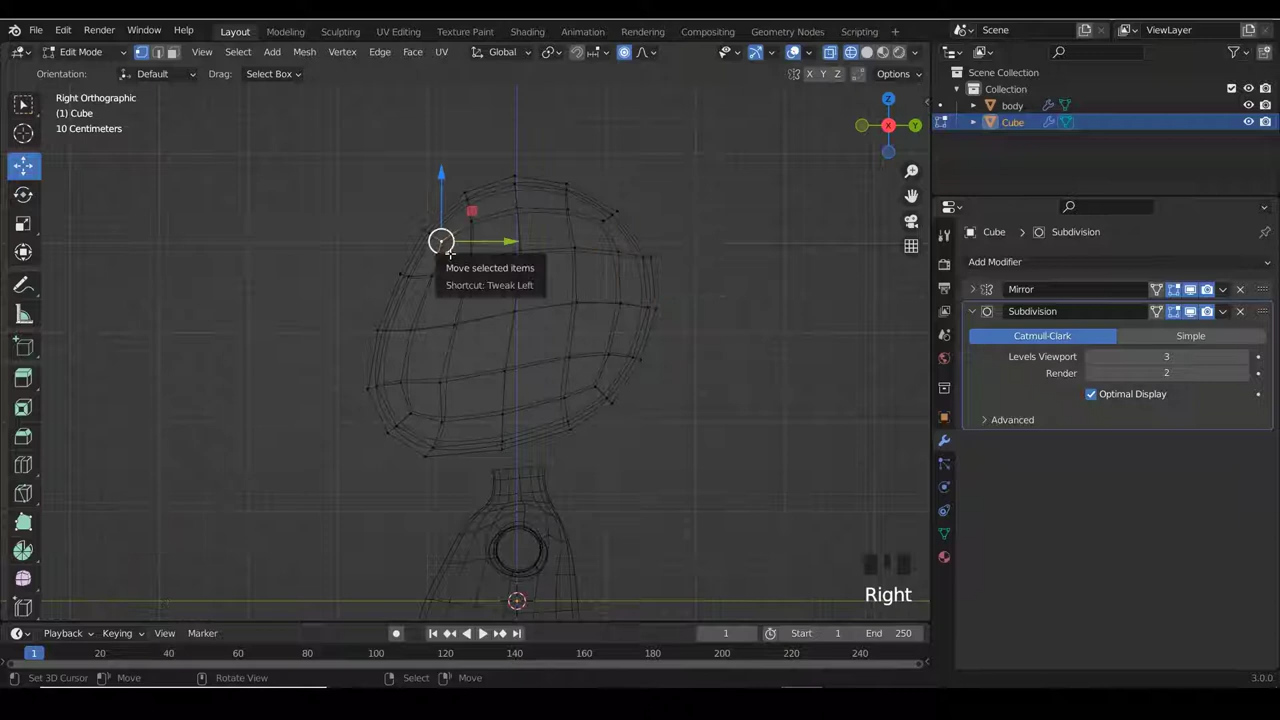 File Edit Render Window Help Layout Modeling Sculpting UV Editing Texture Paint Shading Animation Rendering Compositing Geometry Nodes Scripting Scene ViewLayer
Edit Mode View Select Add Mesh Vertex Edge Face UV Global
Orientation: Default Drag: Select Box X Y Z Options
Right Orthographic
(1) Cube
10 Centimeters
Z
Y
X
Move selected items
Shortcut: Tweak Left
Right
Scene Collection
Collection
body
Cube
Cube > Subdivision
Add Modifier
Mirror
Subdivision
Catmull-Clark Simple
Levels Viewport 3
Render 2
Optimal Display
Advanced
Playback Keying View Marker 1 Start 1 End 250
1 20 40 60 80 100 120 140 160 180 200 220 240
Set 3D Cursor Move Rotate View Select Move 3.0.0